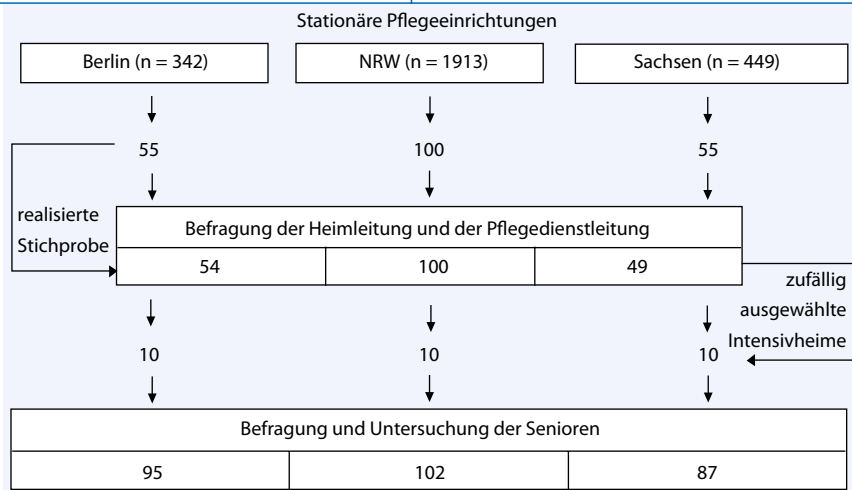 Stationäre Pflegeeinrichtungen
Berlin (n = 342) NRW (n = 1913) Sachsen (n = 449)
55 100 55
realisierte
Stichprobe
Befragung der Heimleitung und der Pflegedienstleitung
54 100 49
zufällig
ausgewählte
Intensivheime
10 10 10
Befragung und Untersuchung der Senioren
95 102 87